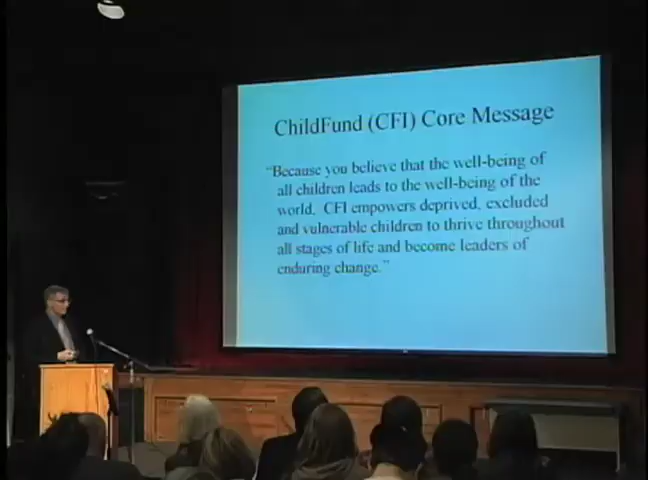 ChildFund (CFI) Core Message
“Because you believe that the well-being of
all children leads to the well-being of the
world, CFI empowers deprived, excluded
and vulnerable children to thrive throughout
all stages of life and become leaders of
enduring change.”